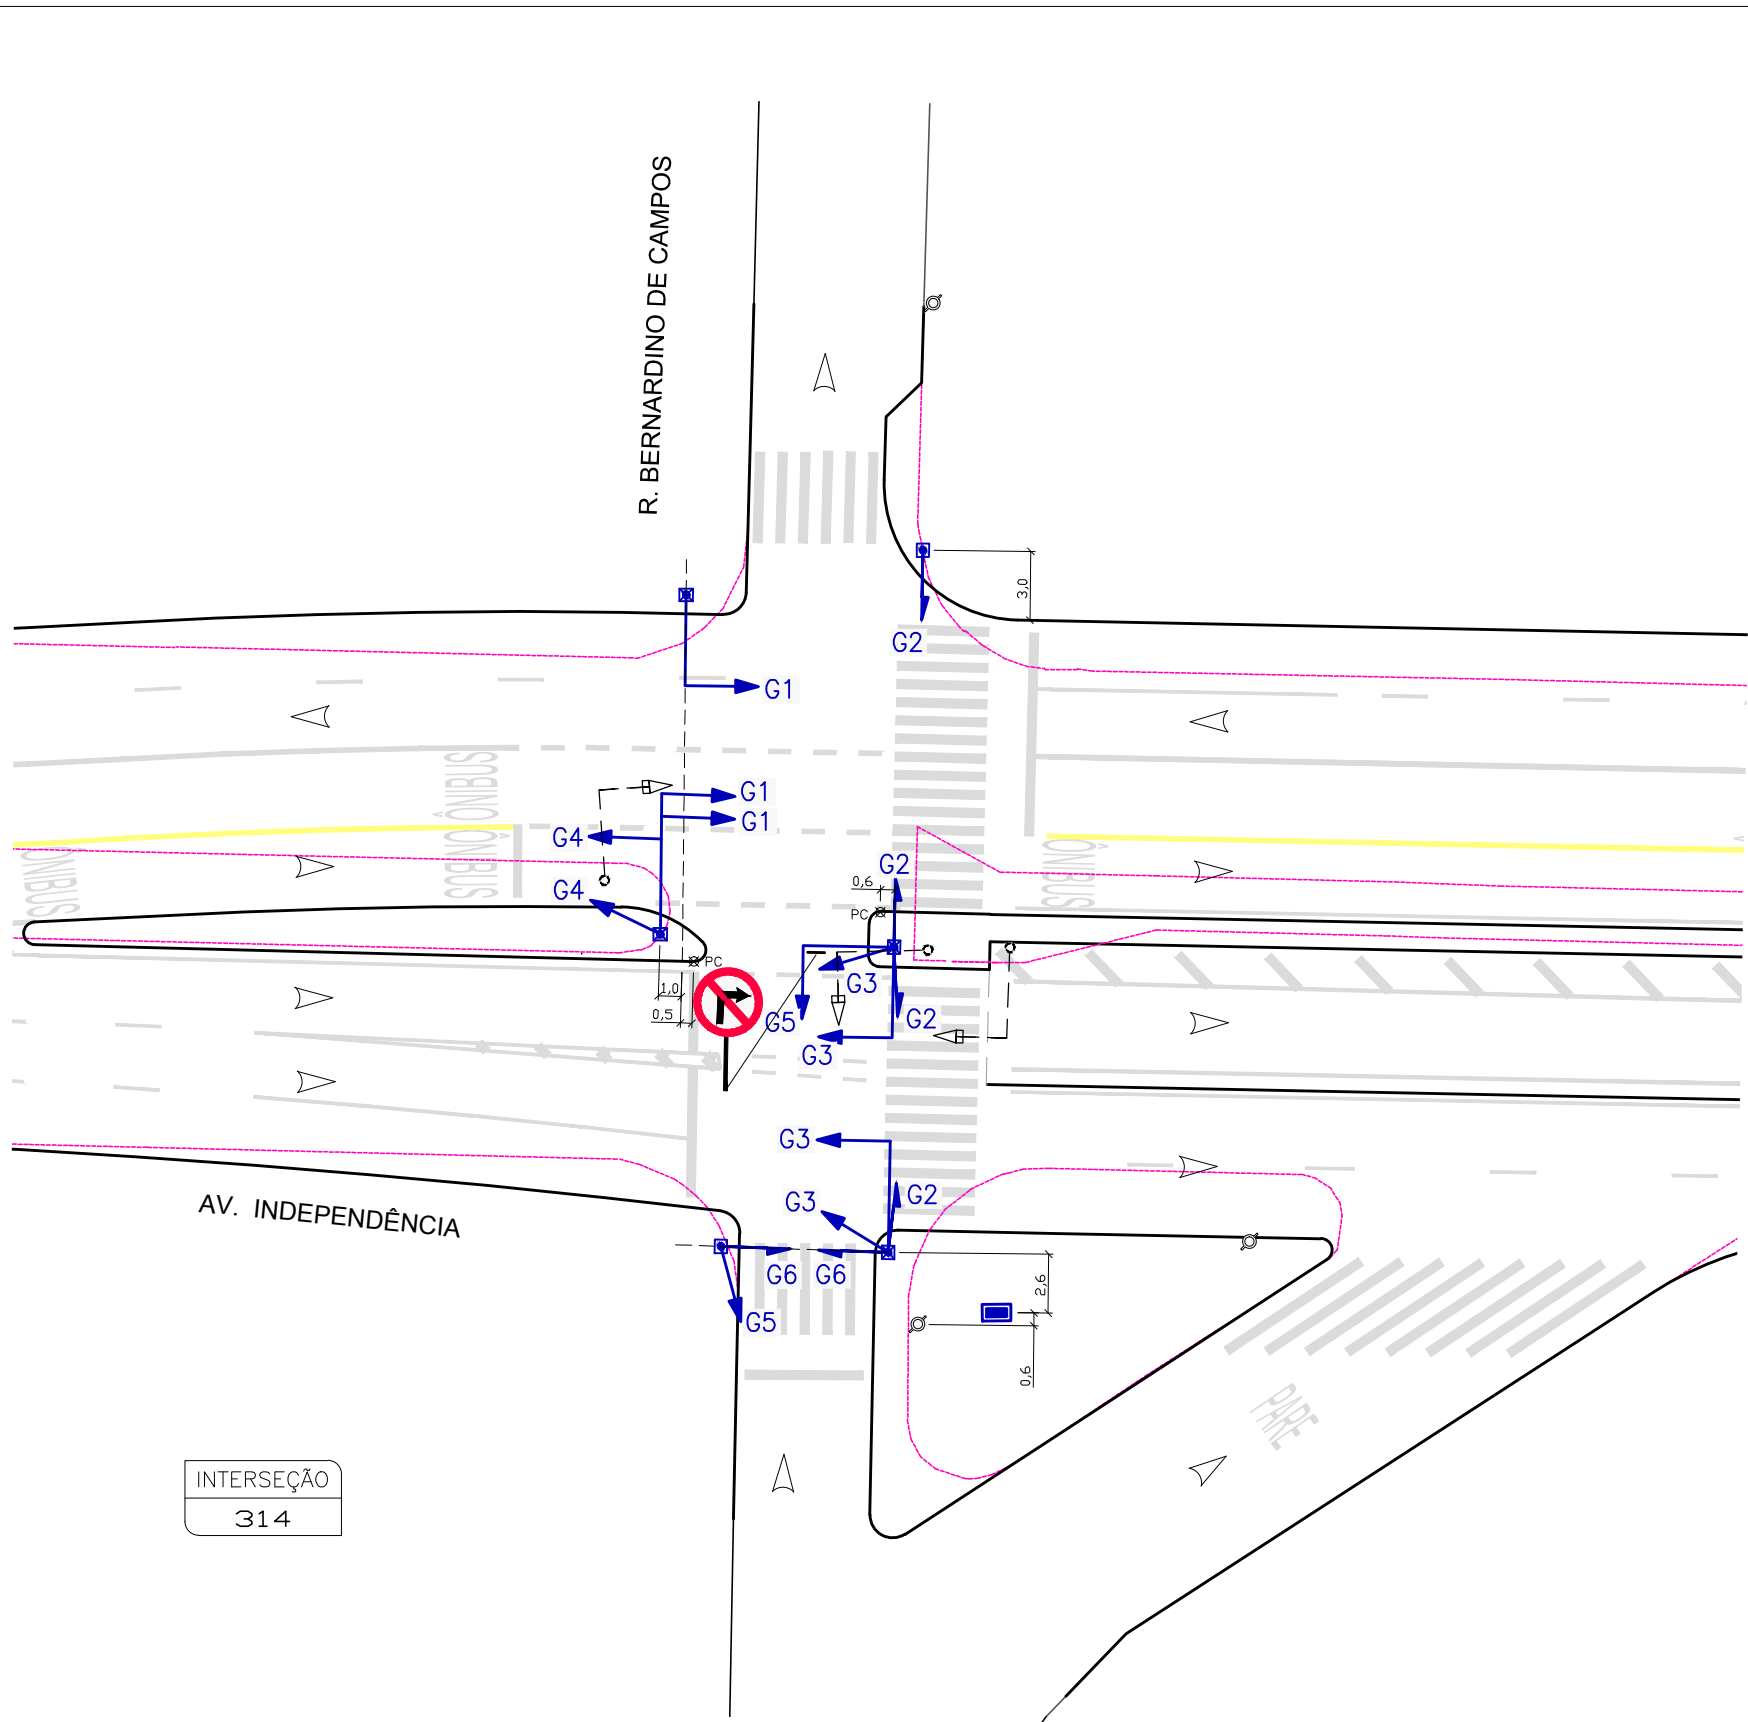 R. BERNARDINO DE CAMPOS
3,0
G2
G1
ÔNIBUS
ÔNIBUS
G1
G1
G4
ÔNIBUS
ÔNIBUS
G2
G4
0,6
PC
PC
G3
1,0
0,5
G5
G2
G3
G3
G3
G2
AV. INDEPENDÊNCIA
G6
G6
2,6
G5
0,6
PARE
INTERSEÇÃO
314